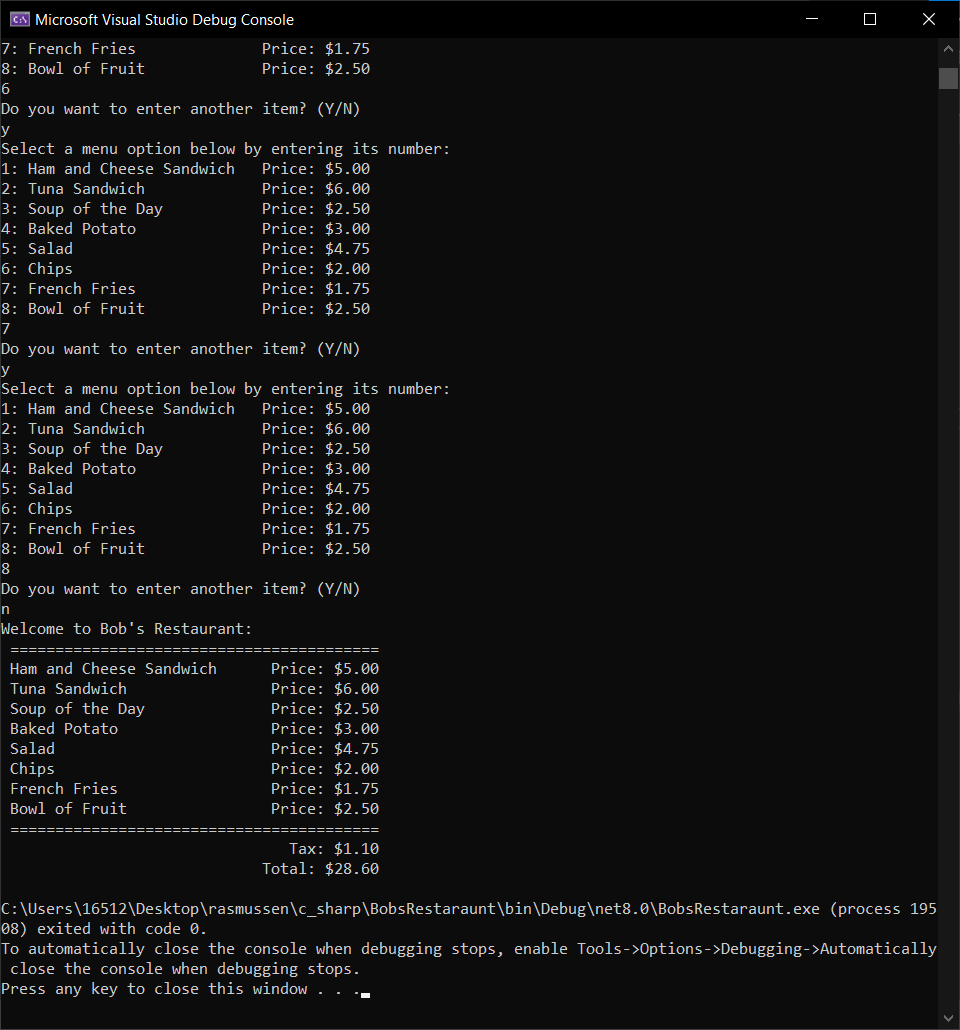 Microsoft Visual Studio Debug Console
7: French Fries              Price: $1.75
8: Bowl of Fruit             Price: $2.50
6
Do you want to enter another item? (Y/N)
y
Select a menu option below by entering its number:
1: Ham and Cheese Sandwich   Price: $5.00
2: Tuna Sandwich             Price: $6.00
3: Soup of the Day           Price: $2.50
4: Baked Potato              Price: $3.00
5: Salad                     Price: $4.75
6: Chips                     Price: $2.00
7: French Fries              Price: $1.75
8: Bowl of Fruit             Price: $2.50
7
Do you want to enter another item? (Y/N)
y
Select a menu option below by entering its number:
1: Ham and Cheese Sandwich   Price: $5.00
2: Tuna Sandwich             Price: $6.00
3: Soup of the Day           Price: $2.50
4: Baked Potato              Price: $3.00
5: Salad                     Price: $4.75
6: Chips                     Price: $2.00
7: French Fries              Price: $1.75
8: Bowl of Fruit             Price: $2.50
8
Do you want to enter another item? (Y/N)
n
Welcome to Bob's Restaurant:
 =========================================
 Ham and Cheese Sandwich      Price: $5.00
 Tuna Sandwich                Price: $6.00
 Soup of the Day              Price: $2.50
 Baked Potato                 Price: $3.00
 Salad                        Price: $4.75
 Chips                        Price: $2.00
 French Fries                 Price: $1.75
 Bowl of Fruit                Price: $2.50
 =========================================
                                Tax: $1.10
                             Total: $28.60
C:\Users\16512\Desktop\rasmussen\c_sharp\BobsRestaraunt\bin\Debug\net8.0\BobsRestaraunt.exe (process 195
08) exited with code 0.
To automatically close the console when debugging stops, enable Tools->Options->Debugging->Automatically
 close the console when debugging stops.
Press any key to close this window . . .